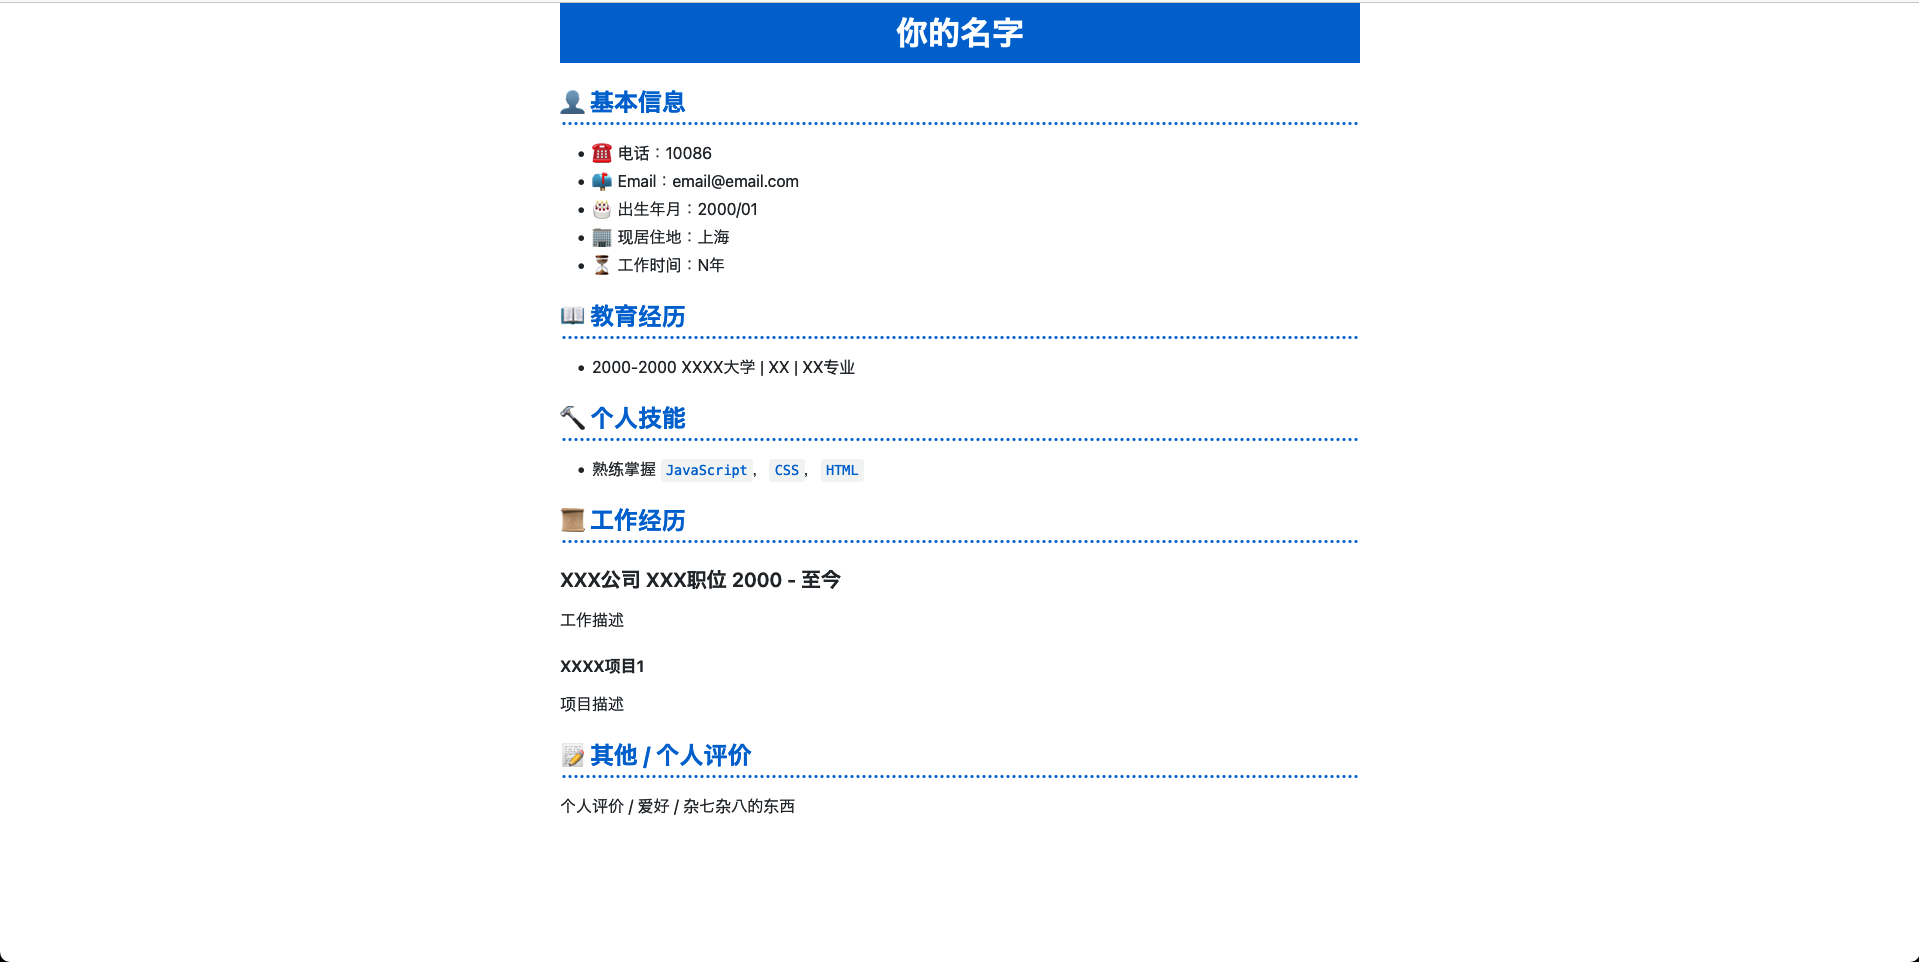 你的名字
👤 基本信息
☎️ 电话：10086
📫 Email：email@email.com
🎂 出生年月：2000/01
🏢 现居住地：上海
⏳ 工作时间：N年
📖 教育经历
2000-2000 XXXX大学 | XX | XX专业
🔨 个人技能
熟练掌握 JavaScript， CSS， HTML
📜 工作经历
XXX公司 XXX职位 2000 - 至今
工作描述
XXXX项目1
项目描述
📝 其他 / 个人评价
个人评价 / 爱好 / 杂七杂八的东西